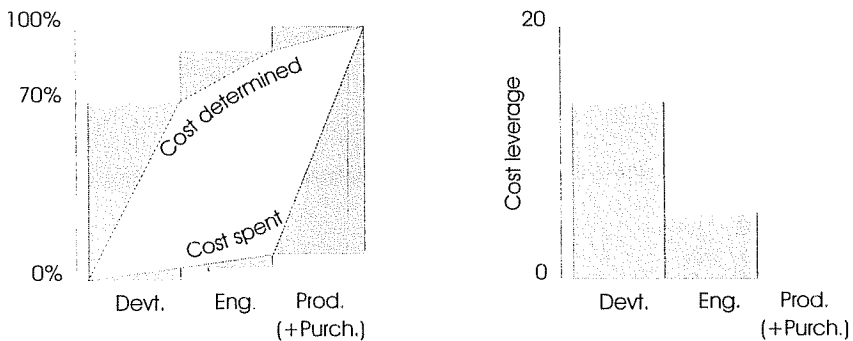 100%
70%
0%
Cost determined
Cost spent
Devt.
Eng.
Prod.
(+Purch.)
20
0
Cost leverage
Devt.
Eng.
Prod.
(+Purch.)